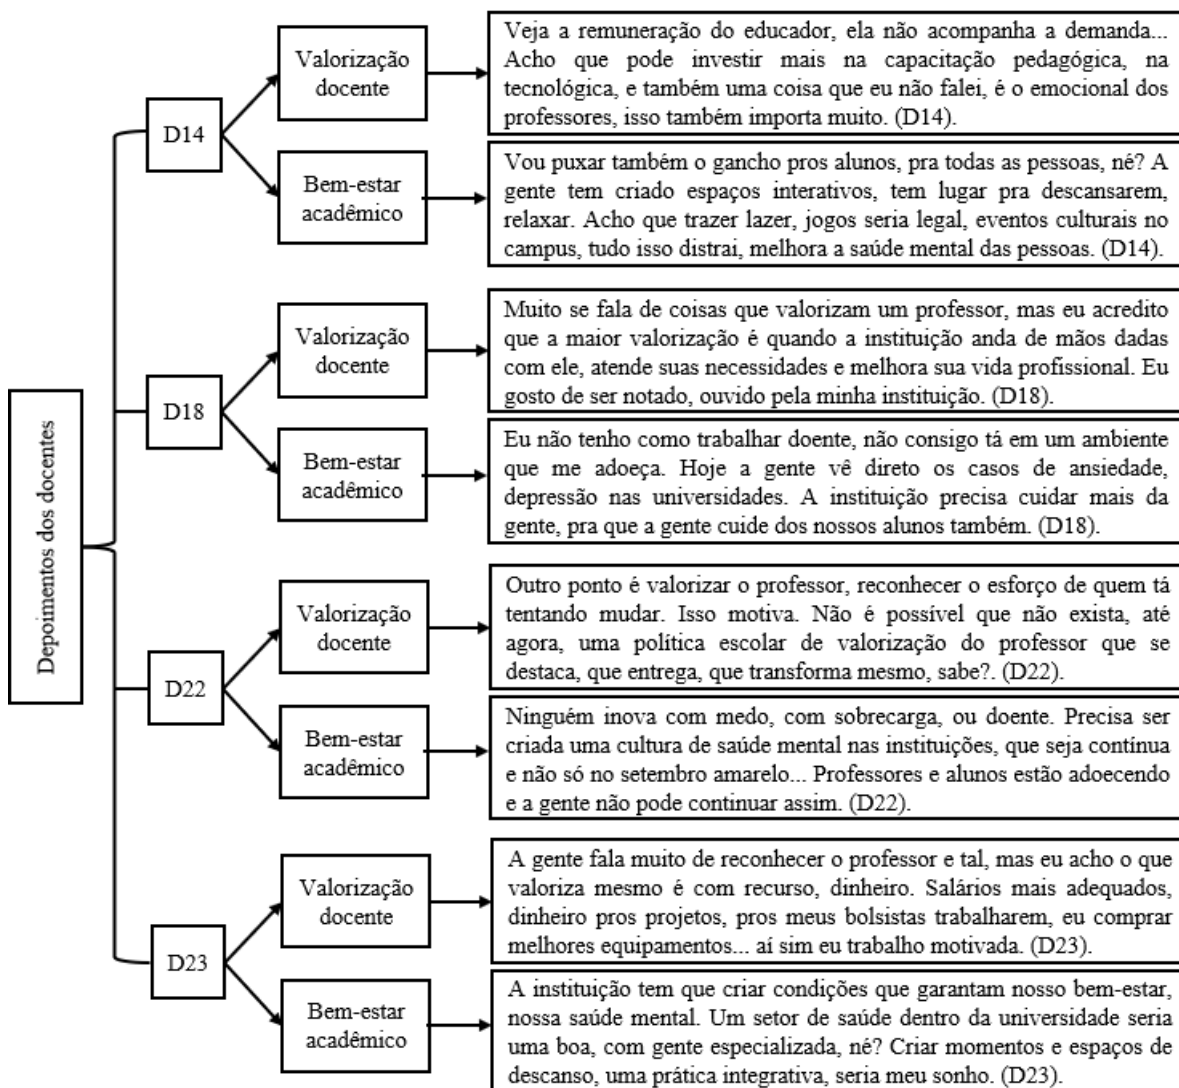 Depoimentos dos docentes
D14
Valorização
docente
Veja a remuneração do educador, ela não acompanha a demanda...
Acho que pode investir mais na capacitação pedagógica, na
tecnológica, e também uma coisa que eu não falei, é o emocional dos
professores, isso também importa muito. (D14).
Bem-estar
acadêmico
Vou puxar também o gancho pros alunos, pra todas as pessoas, né? A
gente tem criado espaços interativos, tem lugar pra descansarem,
relaxar. Acho que trazer lazer, jogos seria legal, eventos culturais no
campus, tudo isso distrai, melhora a saúde mental das pessoas. (D14).
D18
Valorização
docente
Muito se fala de coisas que valorizam um professor, mas eu acredito
que a maior valorização é quando a instituição anda de mãos dadas
com ele, atende suas necessidades e melhora sua vida profissional. Eu
gosto de ser notado, ouvido pela minha instituição. (D18).
Bem-estar
acadêmico
Eu não tenho como trabalhar doente, não consigo tá em um ambiente
que me adoeça. Hoje a gente vê direto os casos de ansiedade,
depressão nas universidades. A instituição precisa cuidar mais da
gente, pra que a gente cuide dos nossos alunos também. (D18).
D22
Valorização
docente
Outro ponto é valorizar o professor, reconhecer o esforço de quem tá
tentando mudar. Isso motiva. Não é possível que não exista, até
agora, uma política escolar de valorização do professor que se
destaca, que entrega, que transforma mesmo, sabe?. (D22).
Bem-estar
acadêmico
Ninguém inova com medo, com sobrecarga, ou doente. Precisa ser
criada uma cultura de saúde mental nas instituições, que seja contínua
e não só no setembro amarelo... Professores e alunos estão adoecendo
e a gente não pode continuar assim. (D22).
D23
Valorização
docente
A gente fala muito de reconhecer o professor e tal, mas eu acho o que
valoriza mesmo é com recurso, dinheiro. Salários mais adequados,
dinheiro pros projetos, pros meus bolsistas trabalharem, eu comprar
melhores equipamentos... aí sim eu trabalho motivada. (D23).
Bem-estar
acadêmico
A instituição tem que criar condições que garantam nosso bem-estar,
nossa saúde mental. Um setor de saúde dentro da universidade seria
uma boa, com gente especializada, né? Criar momentos e espaços de
descanso, uma prática integrativa, seria meu sonho. (D23).